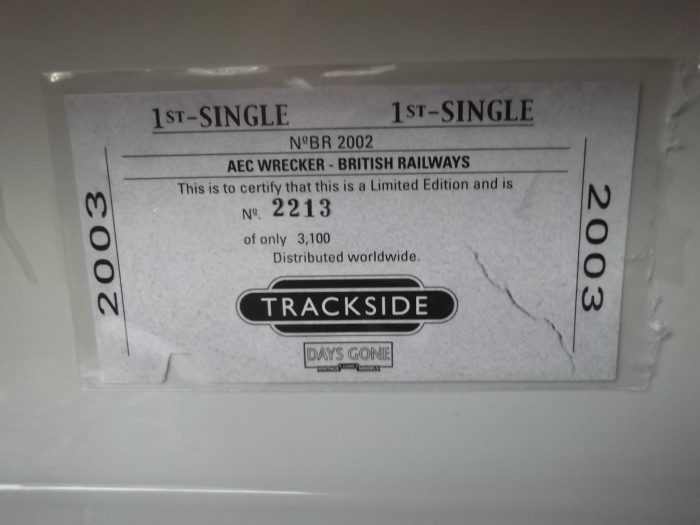 1ST-SINGLE 1ST-SINGLE
NºBR 2002
AEC WRECKER - BRITISH RAILWAYS
This is to certify that this is a Limited Edition and is
Nº. 2213
of only 3,100
Distributed worldwide.
TRACKSIDE
DAYS GONE
2003
2003